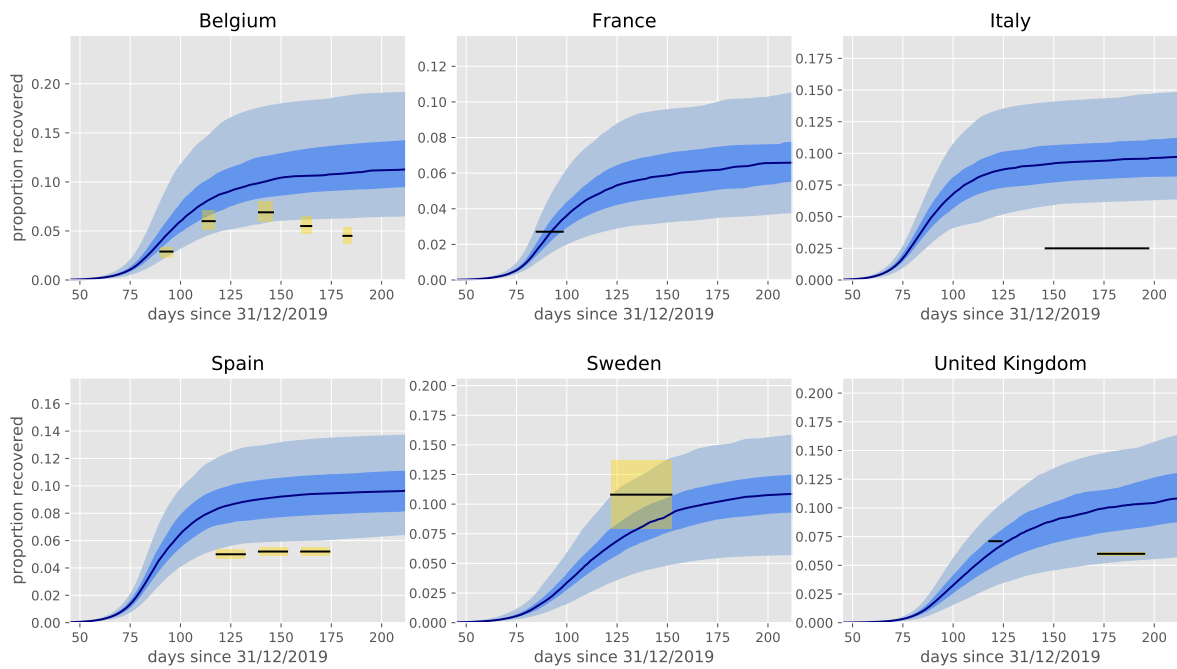 Belgium
France
Italy
proportion recovered
0.20
0.15
0.10
0.05
0.00
0.12
0.10
0.08
0.06
0.04
0.02
0.00
0.175
0.150
0.125
0.100
0.075
0.050
0.025
0.000
50 75 100 125 150 175 200
50 75 100 125 150 175 200
50 75 100 125 150 175 200
days since 31/12/2019
days since 31/12/2019
days since 31/12/2019
Spain
Sweden
United Kingdom
proportion recovered
0.16
0.14
0.12
0.10
0.08
0.06
0.04
0.02
0.00
0.200
0.175
0.150
0.125
0.100
0.075
0.050
0.025
0.000
0.200
0.175
0.150
0.125
0.100
0.075
0.050
0.025
0.000
50 75 100 125 150 175 200
50 75 100 125 150 175 200
50 75 100 125 150 175 200
days since 31/12/2019
days since 31/12/2019
days since 31/12/2019